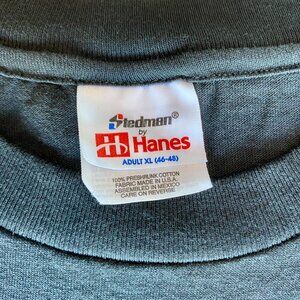 Stedman®
by
Hanes
ADULT XL (46-48)
100% PRESHRUNK COTTON
FABRIC MADE IN U.S.A.
ASSEMBLED IN MEXICO
CARE ON REVERSE